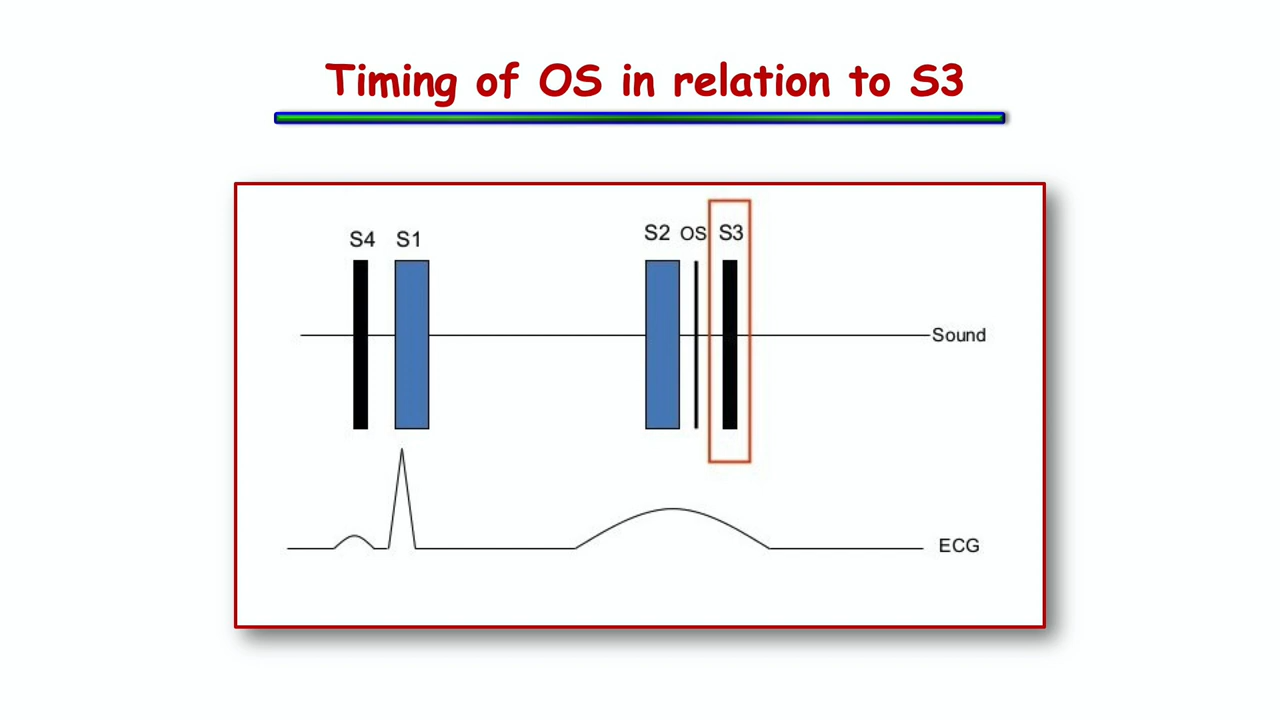 Timing of OS in relation to S3
S4 S1 S2 OS S3
Sound
ECG